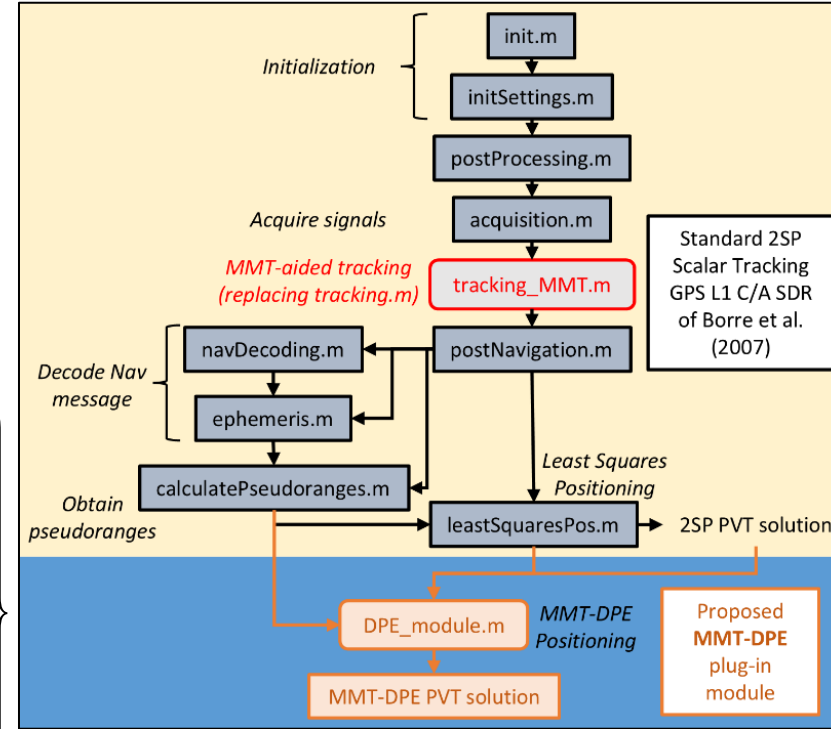 init.m
Initialization
initSettings.m
postProcessing.m
Acquire signals
acquisition.m
Standard 2SP
Scalar Tracking
GPS L1 C/A SDR
of Borre et al.
(2007)
MMT-aided tracking
(replacing tracking.m)
tracking_MMT.m
navDecoding.m
postNavigation.m
Decode Nav
message
ephemeris.m
calculatePseudoranges.m
Least Squares
Positioning
Obtain
pseudoranges
leastSquaresPos.m
2SP PVT solution
DPE_module.m
MMT-DPE
Positioning
Proposed
MMT-DPE
plug-in
module
MMT-DPE PVT solution